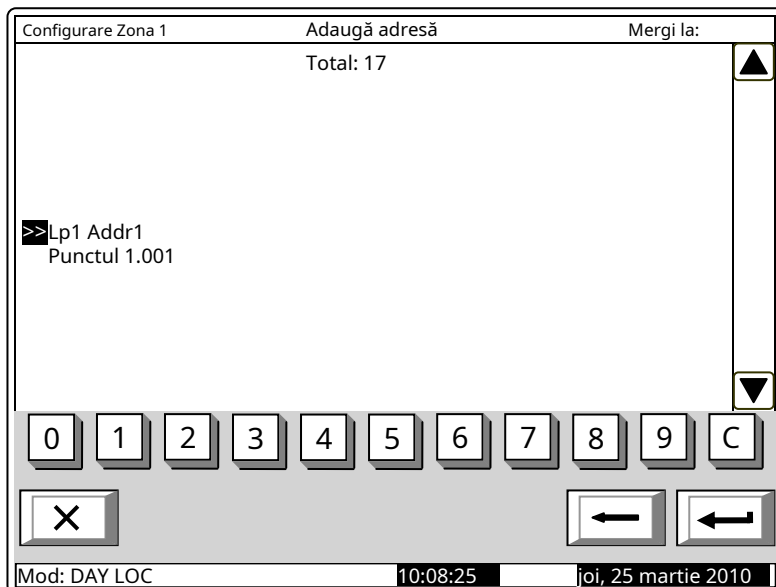 Configurare Zona 1 Adaugă adresă Mergi la:
Total: 17
>>Lp1 Addr1
Punctul 1.001
0 1 2 3 4 5 6 7 8 9 C
Mod: DAY LOC 10:08:25 joi, 25 martie 2010